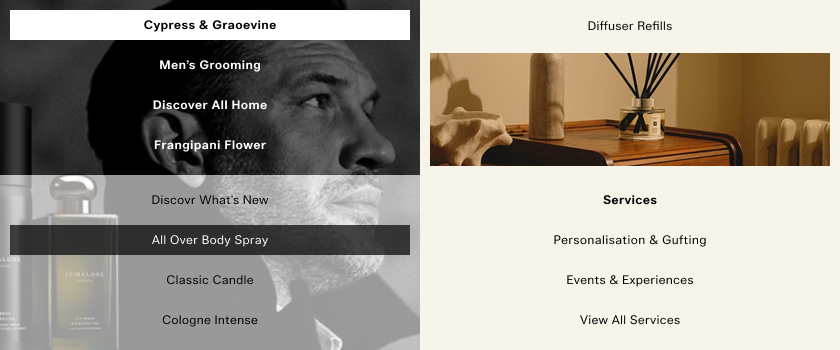 Cypress & Graoevine
Men's Grooming
Discover All Home
Frangipani Flower
Discovr What's New
All Over Body Spray
Classic Candle
Cologne Intense
JO MALONE
LONDON
Diffuser Refills
Services
Personalisation & Gufting
Events & Experiences
View All Services